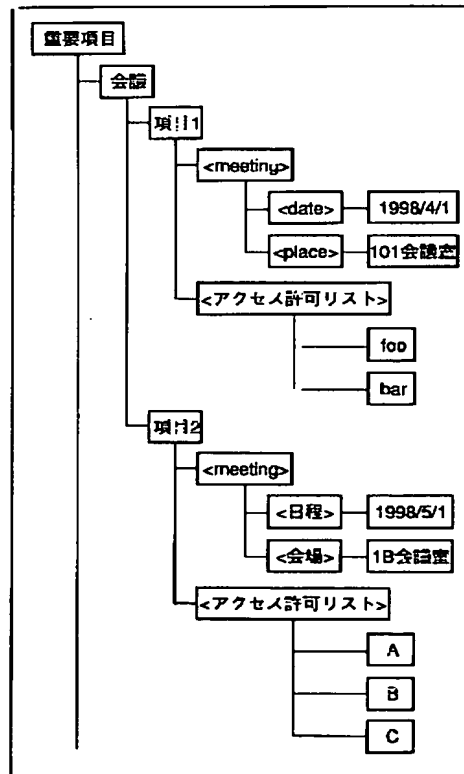 重要項目
会議
項目1
<meeting>
<date>
1998/4/1
<place>
101会議室
<アクセス許可リスト>
foo
bar
項目2
<meeting>
<日程>
1998/5/1
<会場>
1B会議室
<アクセス許可リスト>
A
B
C